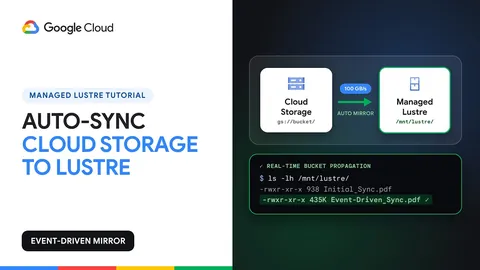 Google Cloud
MANAGED LUSTRE TUTORIAL
AUTO-SYNC
CLOUD STORAGE
TO LUSTRE
EVENT-DRIVEN MIRROR
Cloud
Storage
gs://bucket/
100 GB/s
AUTO MIRROR
Managed
Lustre
/mnt/lustre/
✓ REAL-TIME BUCKET PROPAGATION
$ ls -lh /mnt/lustre/
-rwxr-xr-x 938 Initial_Sync.pdf
-rwxr-xr-x 435K Event-Driven_Sync.pdf ✓